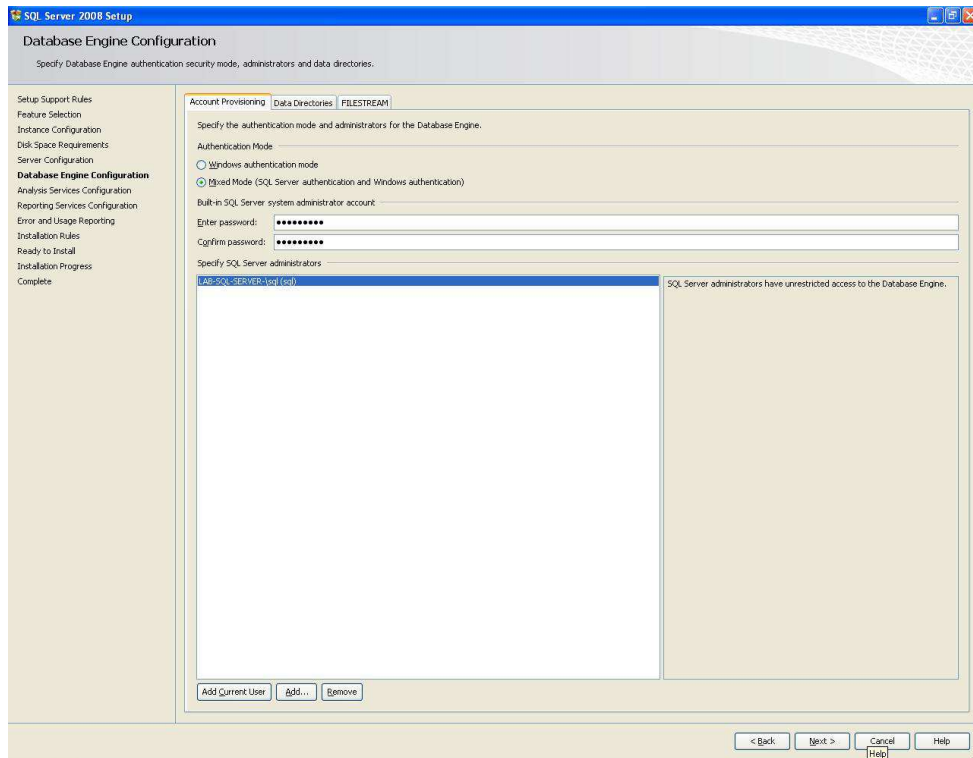 SQL Server 2008 Setup
Database Engine Configuration
Specify Database Engine authentication security mode, administrators and data directories.
Setup Support Rules
Feature Selection
Instance Configuration
Disk Space Requirements
Server Configuration
Database Engine Configuration
Analysis Services Configuration
Reporting Services Configuration
Error and Usage Reporting
Installation Rules
Ready to Install
Installation Progress
Complete
Account Provisioning Data Directories FILESTREAM
Specify the authentication mode and administrators for the Database Engine.
Authentication Mode
Windows authentication mode
Mixed Mode (SQL Server authentication and Windows authentication)
Built-in SQL Server system administrator account
Enter password: ●●●●●●●●●
Confirm password: ●●●●●●●●●
Specify SQL Server administrators
LAB-SQL-SERVER-\sql (sql)
SQL Server administrators have unrestricted access to the Database Engine.
Add Current User Add... Remove
< Back Next > Cancel Help
Help